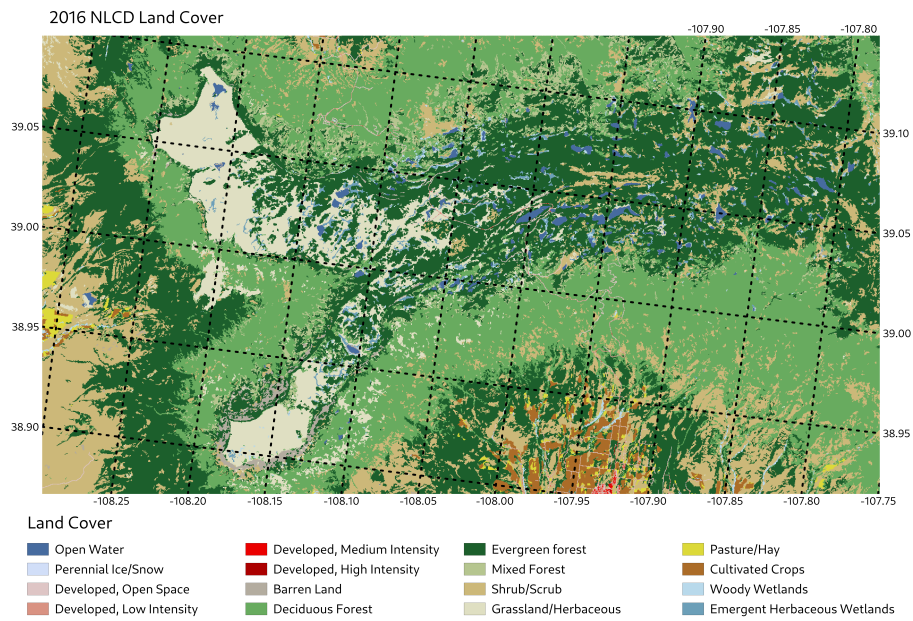 2016 NLCD Land Cover
-107.90 -107.85 -107.80
39.05
39.10
39.00
39.05
38.95
39.00
38.90
38.95
-108.25 -108.20 -108.15 -108.10 -108.05 -108.00 -107.95 -107.90 -107.85 -107.80 -107.75
Land Cover
Open Water
Perennial Ice/Snow
Developed, Open Space
Developed, Low Intensity
Developed, Medium Intensity
Developed, High Intensity
Barren Land
Deciduous Forest
Evergreen forest
Mixed Forest
Shrub/Scrub
Grassland/Herbaceous
Pasture/Hay
Cultivated Crops
Woody Wetlands
Emergent Herbaceous Wetlands